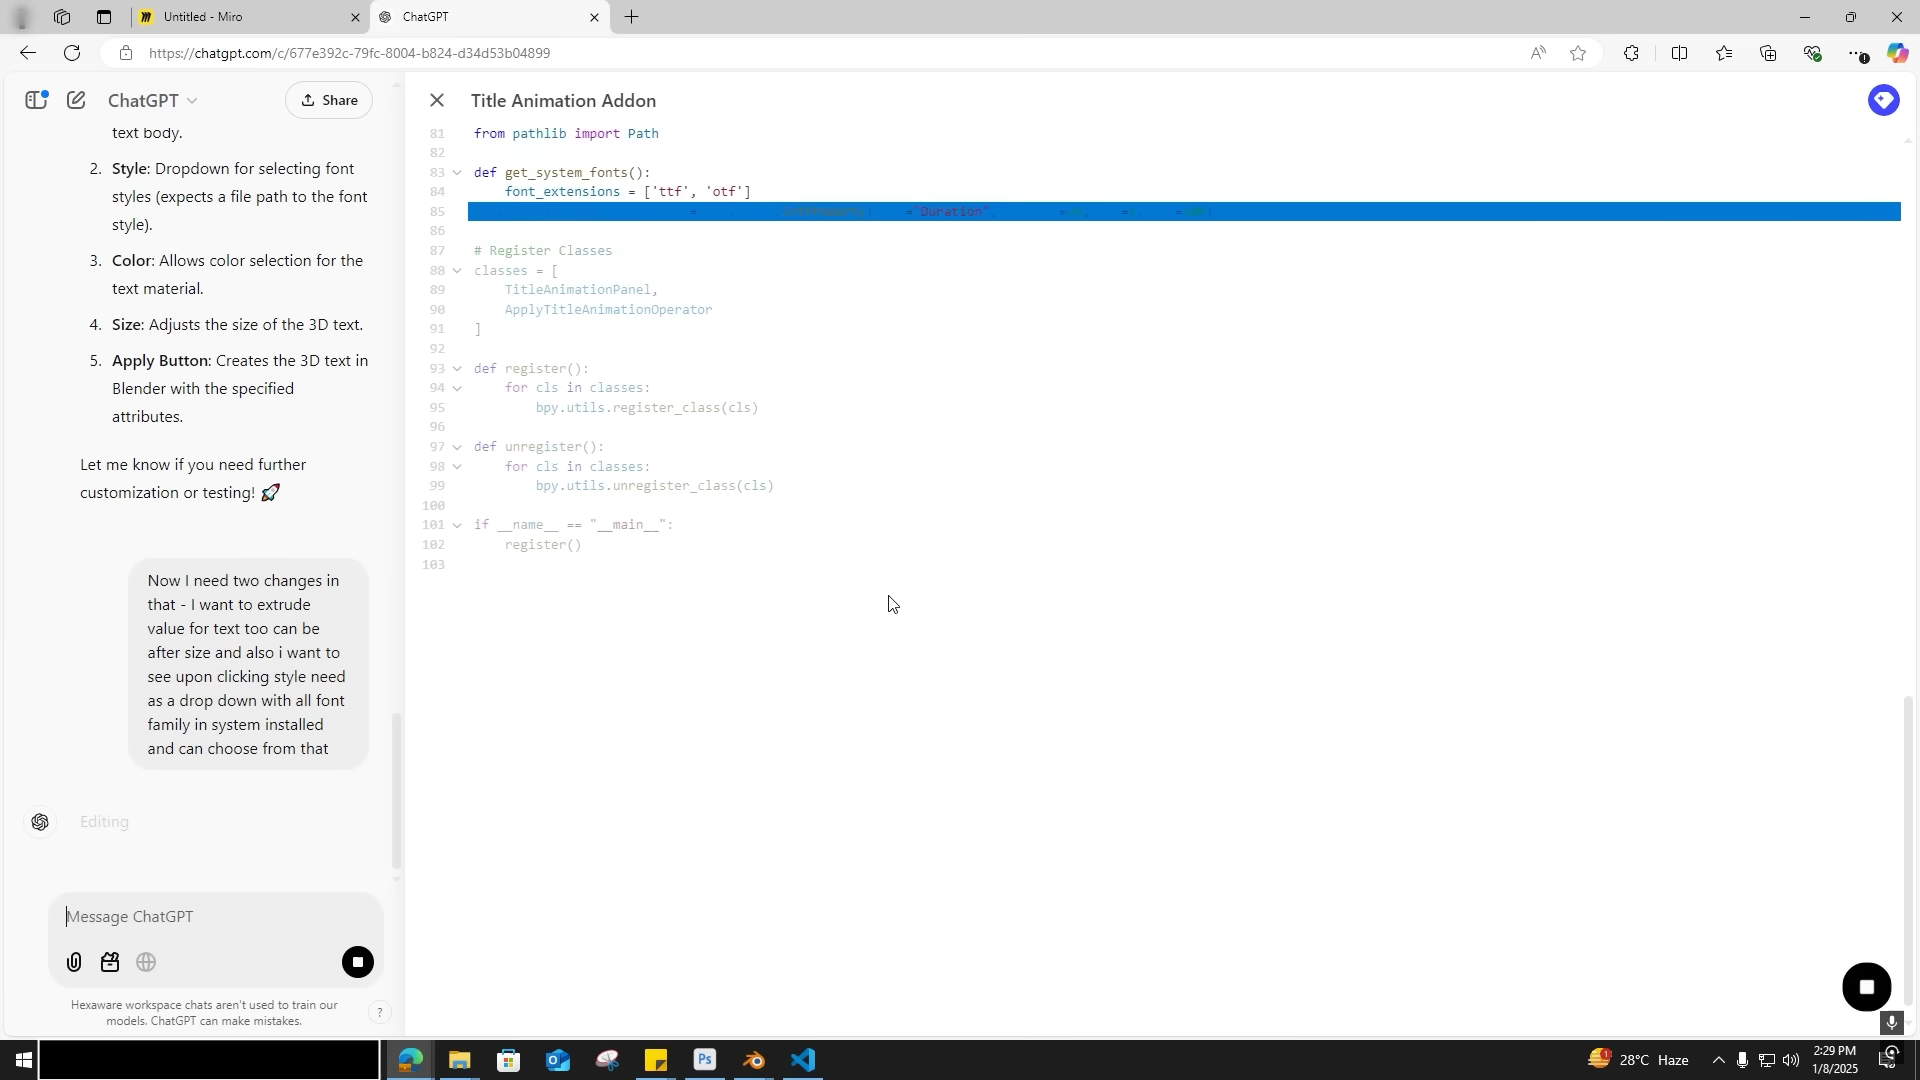 Untitled - Miro
ChatGPT
https://chatgpt.com/c/677e392c-79fc-8004-b824-d34d53b04899
ChatGPT
Share
text body.
2. Style: Dropdown for selecting font
styles (expects a file path to the font
style).
3. Color: Allows color selection for the
text material.
4. Size: Adjusts the size of the 3D text.
5. Apply Button: Creates the 3D text in
Blender with the specified
attributes.
Let me know if you need further
customization or testing! 🚀
Now I need two changes in
that - I want to extrude
value for text too can be
after size and also i want to
see upon clicking style need
as a drop down with all font
family in system installed
and can choose from that
Editing
Message ChatGPT
Hexaware workspace chats aren't used to train our
models. ChatGPT can make mistakes.
?
Title Animation Addon
81 from pathlib import Path
82
83 def get_system_fonts():
84 font_extensions = ['ttf', 'otf']
85 = ="Duration", = = =
86
87 # Register Classes
88 classes = [
89 TitleAnimationPanel,
90 ApplyTitleAnimationOperator
91 ]
92
93 def register():
94 for cls in classes:
95 bpy.utils.register_class(cls)
96
97 def unregister():
98 for cls in classes:
99 bpy.utils.unregister_class(cls)
100
101 if __name__ == "__main__":
102 register()
103
Ps
28°C Haze
2:29 PM
1/8/2025